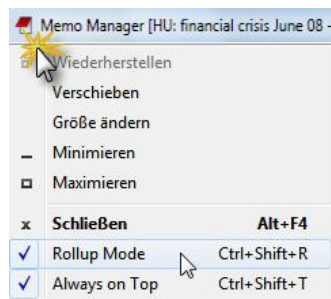 Memo Manager [HU: financial crisis June 08 -
Wiederherstellen
Verschieben
Größe ändern
Minimieren
Maximieren
Schließen Alt+F4
Rollup Mode Ctrl+Shift+R
Always on Top Ctrl+Shift+T